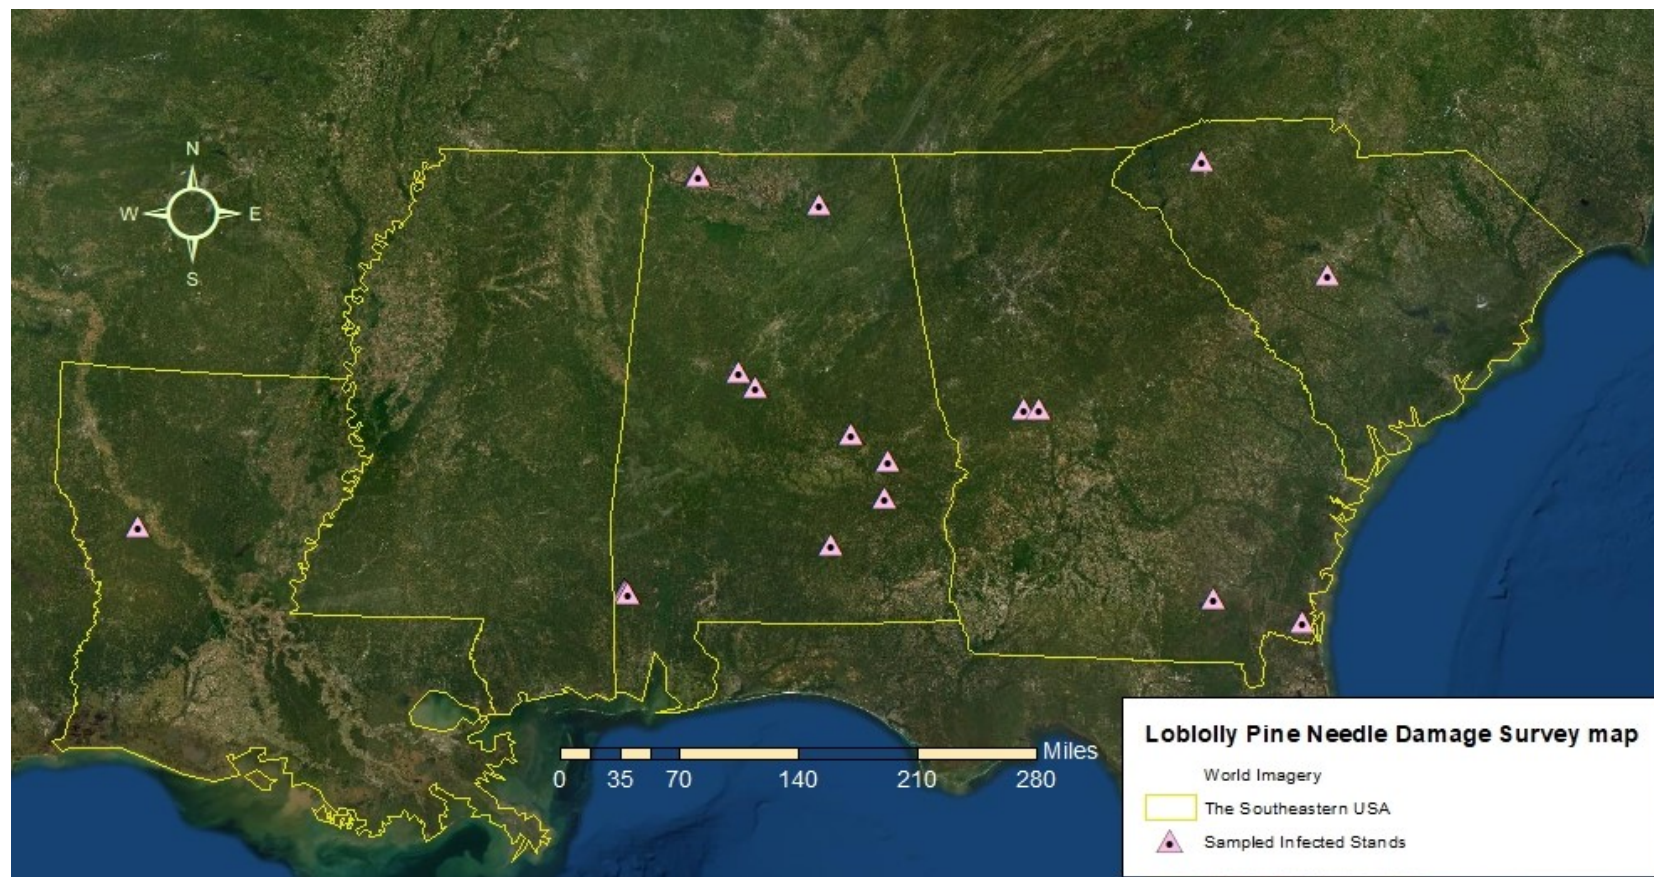 N
W E
S
Miles
0 35 70 140 210 280
Loblolly Pine Needle Damage Survey map
World Imagery
The Southeastern USA
Sampled Infected Stands